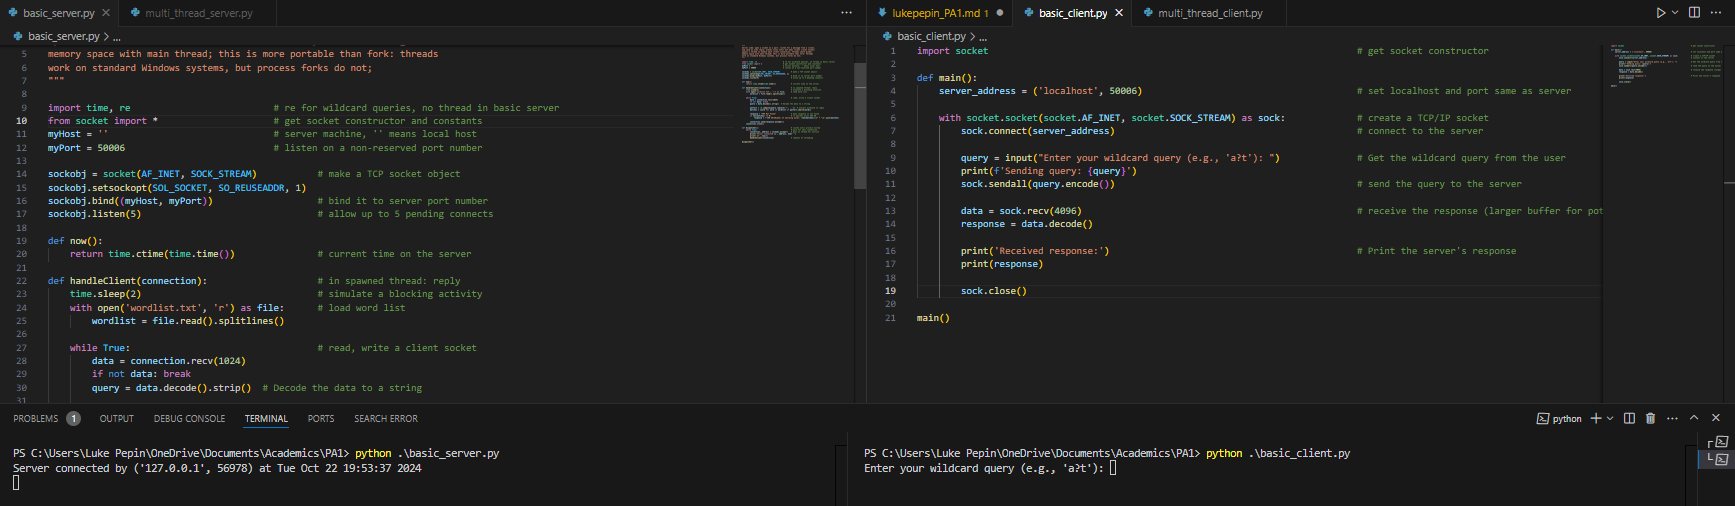 basic_server.py
multi_thread_server.py
basic_server.py > ...
5 memory space with main thread; this is more portable than fork: threads
6 work on standard Windows systems, but process forks do not;
7 """
8
9 import time, re # re for wildcard queries, no thread in basic server
10 from socket import * # get socket constructor and constants
11 myHost = '' # server machine, '' means local host
12 myPort = 50006 # listen on a non-reserved port number
13
14 sockobj = socket(AF_INET, SOCK_STREAM) # make a TCP socket object
15 sockobj.setsockopt(SOL_SOCKET, SO_REUSEADDR, 1)
16 sockobj.bind((myHost, myPort)) # bind it to server port number
17 sockobj.listen(5) # allow up to 5 pending connects
18
19 def now():
20 return time.ctime(time.time()) # current time on the server
21
22 def handleClient(connection): # in spawned thread: reply
23 time.sleep(2) # simulate a blocking activity
24 with open('wordlist.txt', 'r') as file: # load word list
25 wordlist = file.read().splitlines()
26
27 while True: # read, write a client socket
28 data = connection.recv(1024)
29 if not data: break
30 query = data.decode().strip() # Decode the data to a string
31
lukepepin_PA1.md 1
basic_client.py
multi_thread_client.py
basic_client.py > ...
1 import socket # get socket constructor
2
3 def main():
4 server_address = ('localhost', 50006) # set localhost and port same as server
5
6 with socket.socket(socket.AF_INET, socket.SOCK_STREAM) as sock: # create a TCP/IP socket
7 sock.connect(server_address) # connect to the server
8
9 query = input("Enter your wildcard query (e.g., 'a?t'): ") # Get the wildcard query from the user
10 print(f'Sending query: {query}')
11 sock.sendall(query.encode()) # send the query to the server
12
13 data = sock.recv(4096) # receive the response (larger buffer for pot
14 response = data.decode()
15
16 print('Received response:') # Print the server's response
17 print(response)
18
19 sock.close()
20
21 main()
PROBLEMS 1 OUTPUT DEBUG CONSOLE TERMINAL PORTS SEARCH ERROR
python
PS C:\Users\Luke Pepin\OneDrive\Documents\Academics\PA1> python .\basic_server.py
Server connected by ('127.0.0.1', 56978) at Tue Oct 22 19:53:37 2024
PS C:\Users\Luke Pepin\OneDrive\Documents\Academics\PA1> python .\basic_client.py
Enter your wildcard query (e.g., 'a?t'):